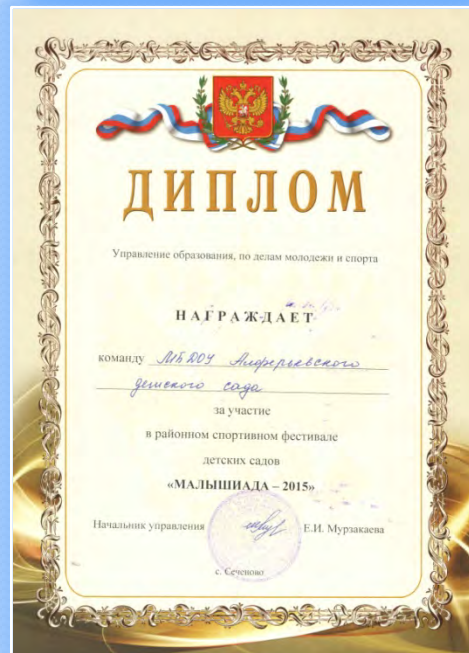 ДИПЛОМ
Управление образования, по делам молодежи и спорта
НАГРАЖДАЕТ
команду МБДОУ Алферьевского
детского сада
за участие
в районном спортивном фестивале
детских садов
«МАЛЫШИАДА – 2015»
Начальник управления Е.И. Мурзакаева
с. Сеченово